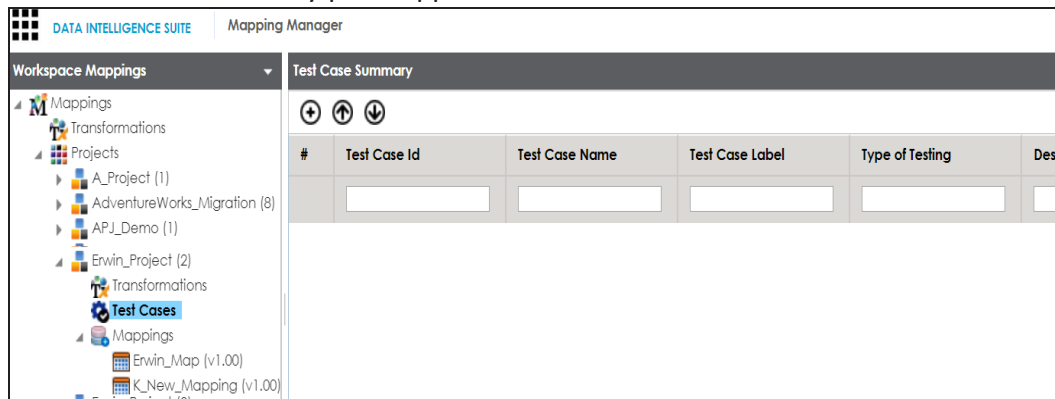 DATA INTELLIGENCE SUITE Mapping Manager
Workspace Mappings
Mappings
Transformations
Projects
A_Project (1)
AdventureWorks_Migration (8)
APJ_Demo (1)
Erwin_Project (2)
Transformations
Test Cases
Mappings
Erwin_Map (v1.00)
K_New_Mapping (v1.00)
Test Case Summary
# Test Case Id Test Case Name Test Case Label Type of Testing Des